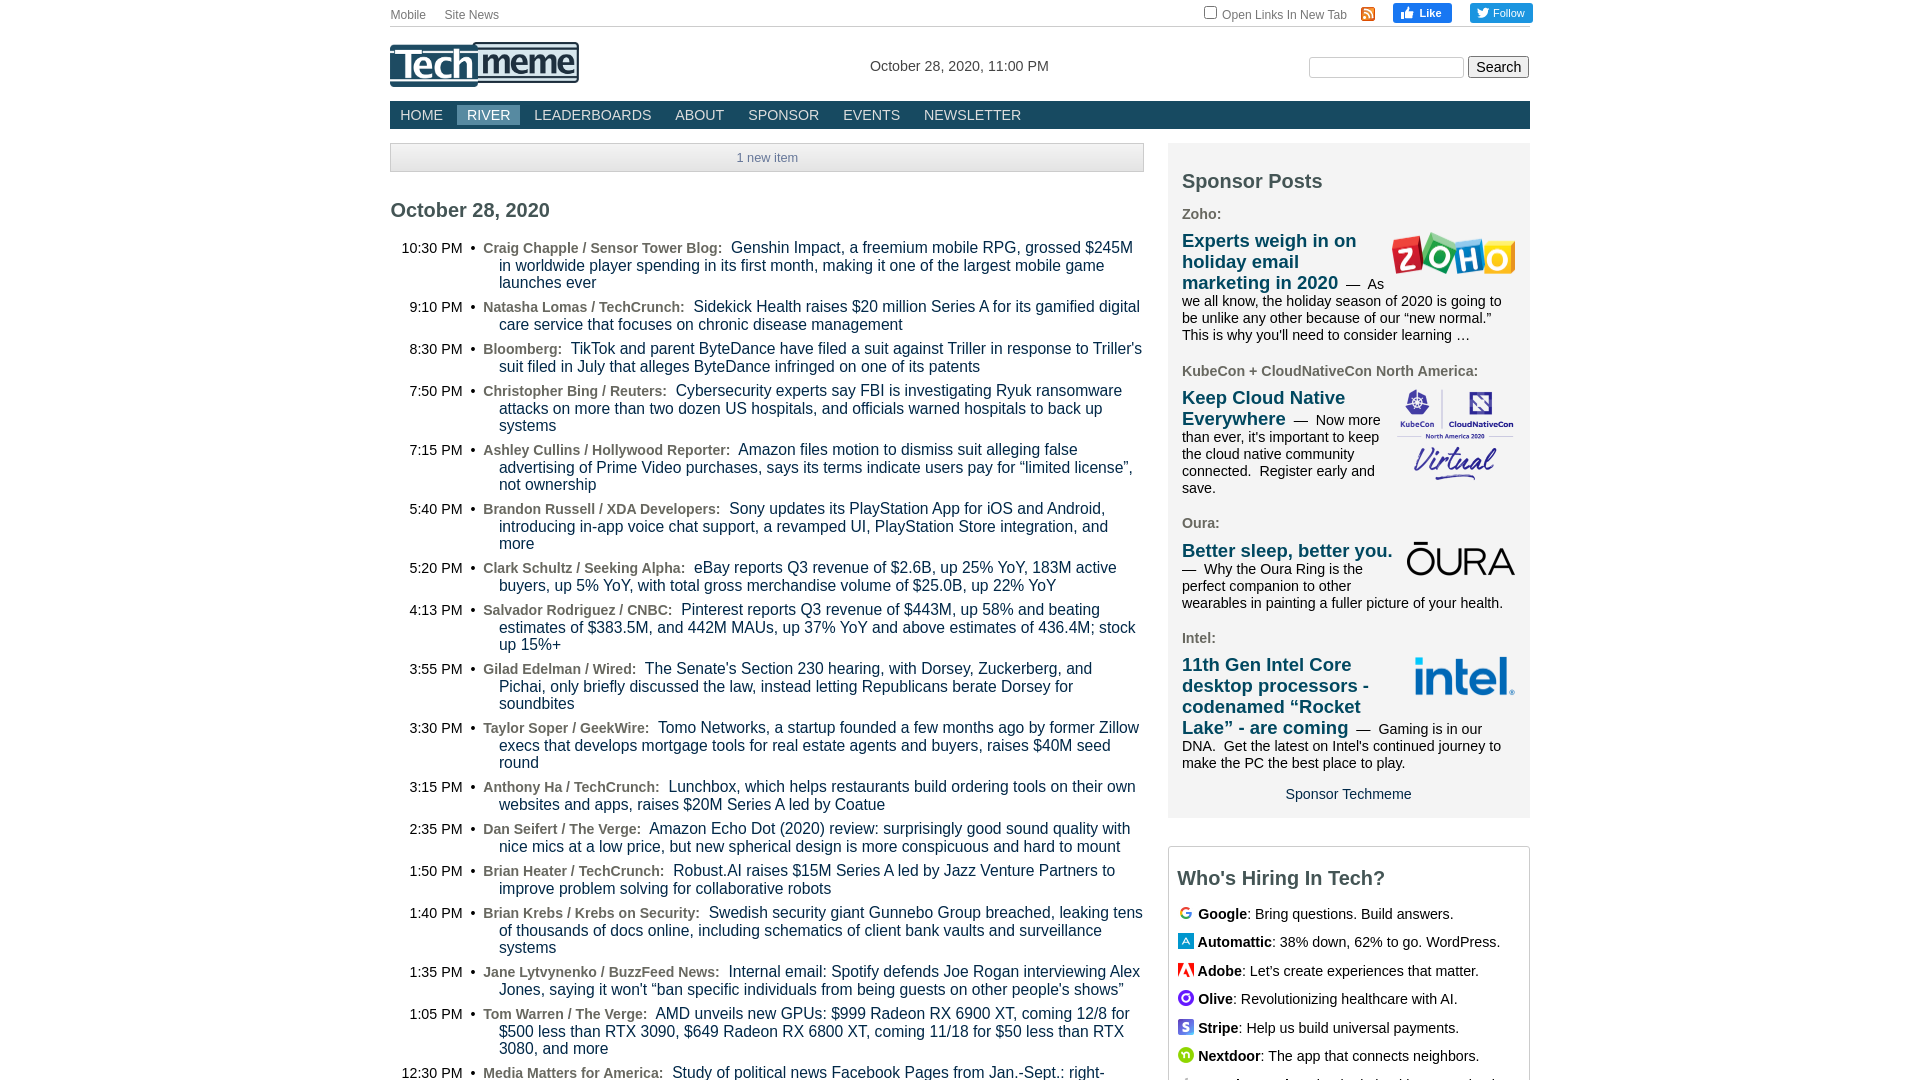 Mobile Site News Open Links In New Tab Like Follow
Techmeme October 28, 2020, 11:00 PM Search
HOME RIVER LEADERBOARDS ABOUT SPONSOR EVENTS NEWSLETTER
1 new item
October 28, 2020
10:30 PM • Craig Chapple / Sensor Tower Blog: Genshin Impact, a freemium mobile RPG, grossed $245M
in worldwide player spending in its first month, making it one of the largest mobile game
launches ever
9:10 PM • Natasha Lomas / TechCrunch: Sidekick Health raises $20 million Series A for its gamified digital
care service that focuses on chronic disease management
8:30 PM • Bloomberg: TikTok and parent ByteDance have filed a suit against Triller in response to Triller's
suit filed in July that alleges ByteDance infringed on one of its patents
7:50 PM • Christopher Bing / Reuters: Cybersecurity experts say FBI is investigating Ryuk ransomware
attacks on more than two dozen US hospitals, and officials warned hospitals to back up
systems
7:15 PM • Ashley Cullins / Hollywood Reporter: Amazon files motion to dismiss suit alleging false
advertising of Prime Video purchases, says its terms indicate users pay for “limited license”,
not ownership
5:40 PM • Brandon Russell / XDA Developers: Sony updates its PlayStation App for iOS and Android,
introducing in-app voice chat support, a revamped UI, PlayStation Store integration, and
more
5:20 PM • Clark Schultz / Seeking Alpha: eBay reports Q3 revenue of $2.6B, up 25% YoY, 183M active
buyers, up 5% YoY, with total gross merchandise volume of $25.0B, up 22% YoY
4:13 PM • Salvador Rodriguez / CNBC: Pinterest reports Q3 revenue of $443M, up 58% and beating
estimates of $383.5M, and 442M MAUs, up 37% YoY and above estimates of 436.4M; stock
up 15%+
3:55 PM • Gilad Edelman / Wired: The Senate's Section 230 hearing, with Dorsey, Zuckerberg, and
Pichai, only briefly discussed the law, instead letting Republicans berate Dorsey for
soundbites
3:30 PM • Taylor Soper / GeekWire: Tomo Networks, a startup founded a few months ago by former Zillow
execs that develops mortgage tools for real estate agents and buyers, raises $40M seed
round
3:15 PM • Anthony Ha / TechCrunch: Lunchbox, which helps restaurants build ordering tools on their own
websites and apps, raises $20M Series A led by Coatue
2:35 PM • Dan Seifert / The Verge: Amazon Echo Dot (2020) review: surprisingly good sound quality with
nice mics at a low price, but new spherical design is more conspicuous and hard to mount
1:50 PM • Brian Heater / TechCrunch: Robust.AI raises $15M Series A led by Jazz Venture Partners to
improve problem solving for collaborative robots
1:40 PM • Brian Krebs / Krebs on Security: Swedish security giant Gunnebo Group breached, leaking tens
of thousands of docs online, including schematics of client bank vaults and surveillance
systems
1:35 PM • Jane Lytvynenko / BuzzFeed News: Internal email: Spotify defends Joe Rogan interviewing Alex
Jones, saying it won't “ban specific individuals from being guests on other people's shows”
1:05 PM • Tom Warren / The Verge: AMD unveils new GPUs: $999 Radeon RX 6900 XT, coming 12/8 for
$500 less than RTX 3090, $649 Radeon RX 6800 XT, coming 11/18 for $50 less than RTX
3080, and more
12:30 PM • Media Matters for America: Study of political news Facebook Pages from Jan.-Sept.: right-
Sponsor Posts
Zoho:
Experts weigh in on ZOHO
holiday email
marketing in 2020 — As
we all know, the holiday season of 2020 is going to
be unlike any other because of our “new normal.”
This is why you'll need to consider learning …
KubeCon + CloudNativeCon North America:
Keep Cloud Native
Everywhere — Now more
than ever, it's important to keep
the cloud native community
connected. Register early and
save.
KubeCon CloudNativeCon
North America 2020
Virtual
Oura:
Better sleep, better you. ŌURA
— Why the Oura Ring is the
perfect companion to other
wearables in painting a fuller picture of your health.
Intel:
11th Gen Intel Core intel®
desktop processors -
codenamed “Rocket
Lake” - are coming — Gaming is in our
DNA. Get the latest on Intel's continued journey to
make the PC the best place to play.
Sponsor Techmeme
Who's Hiring In Tech?
Google: Bring questions. Build answers.
Automattic: 38% down, 62% to go. WordPress.
Adobe: Let’s create experiences that matter.
Olive: Revolutionizing healthcare with AI.
Stripe: Help us build universal payments.
Nextdoor: The app that connects neighbors.